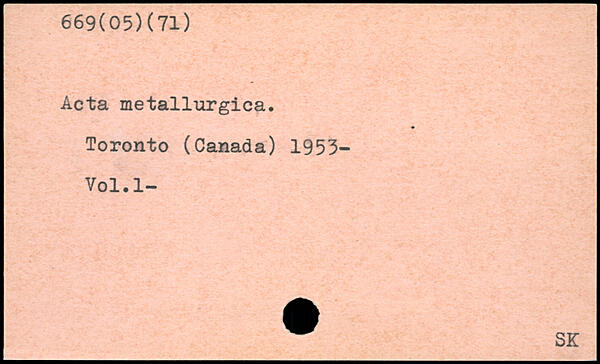 669(05)(71)
Acta metallurgica.
Toronto (Canada) 1953-
Vol.1-
SK